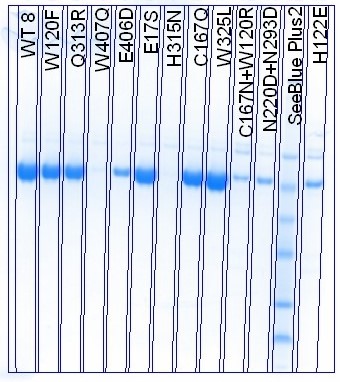 WT 8
W120F
Q313R
W407Q
E406D
E17S
H315N
C167Q
W325L
C167N+W120R
N220D+N293D
SeeBlue Plus2
H122E